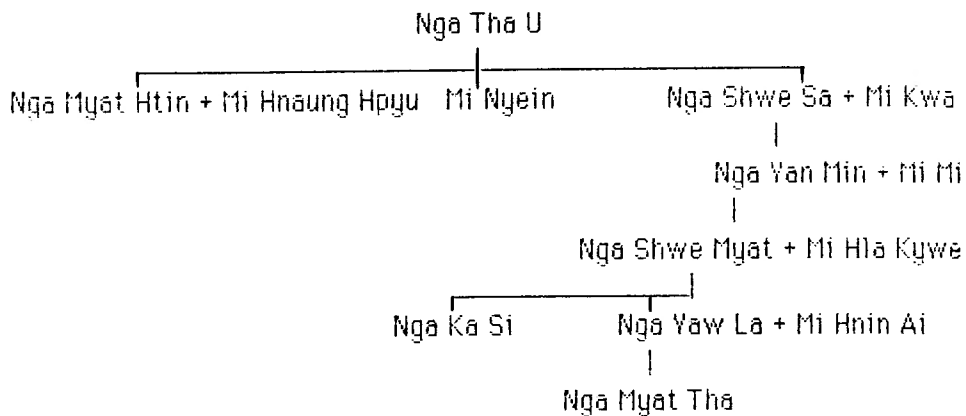 Nga Tha U
Nga Myat Htin + Mi Hnaung Hpyu Mi Nyein Nga Shwe Sa + Mi Kwa
Nga Yan Min + Mi Mi
Nga Shwe Myat + Mi Hla Kywe
Nga Ka Si Nga Yaw La + Mi Hnin Ai
Nga Myat Tha